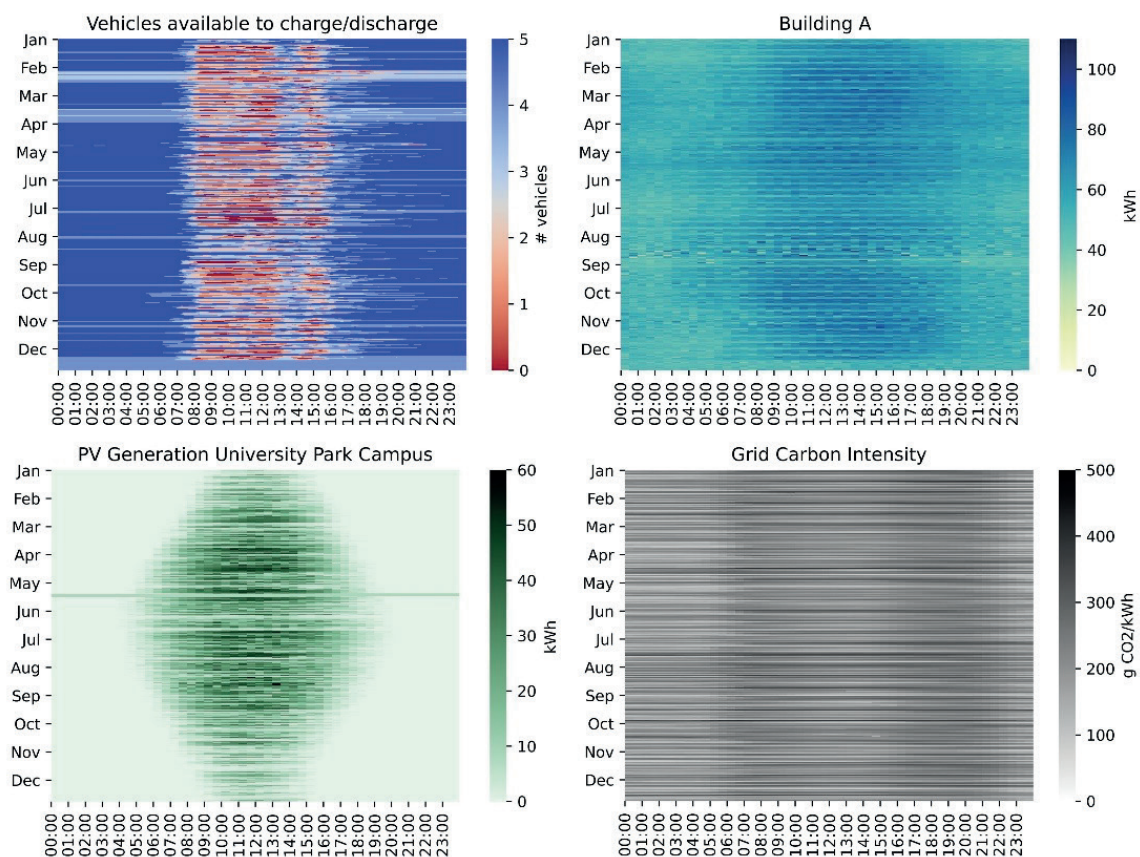 Vehicles available to charge/discharge
Jan
Feb
Mar
Apr
May
Jun
Jul
Aug
Sep
Oct
Nov
Dec
00:00
01:00
02:00
03:00
04:00
05:00
06:00
07:00
08:00
09:00
10:00
11:00
12:00
13:00
14:00
15:00
16:00
17:00
18:00
19:00
20:00
21:00
22:00
23:00
5
4
3
2
1
0
# vehicles
Building A
Jan
Feb
Mar
Apr
May
Jun
Jul
Aug
Sep
Oct
Nov
Dec
00:00
01:00
02:00
03:00
04:00
05:00
06:00
07:00
08:00
09:00
10:00
11:00
12:00
13:00
14:00
15:00
16:00
17:00
18:00
19:00
20:00
21:00
22:00
23:00
100
80
60
40
20
0
kWh
PV Generation University Park Campus
Jan
Feb
Mar
Apr
May
Jun
Jul
Aug
Sep
Oct
Nov
Dec
00:00
01:00
02:00
03:00
04:00
05:00
06:00
07:00
08:00
09:00
10:00
11:00
12:00
13:00
14:00
15:00
16:00
17:00
18:00
19:00
20:00
21:00
22:00
23:00
60
50
40
30
20
10
0
kWh
Grid Carbon Intensity
Jan
Feb
Mar
Apr
May
Jun
Jul
Aug
Sep
Oct
Nov
Dec
00:00
01:00
02:00
03:00
04:00
05:00
06:00
07:00
08:00
09:00
10:00
11:00
12:00
13:00
14:00
15:00
16:00
17:00
18:00
19:00
20:00
21:00
22:00
23:00
500
400
300
200
100
0
g CO2/kWh